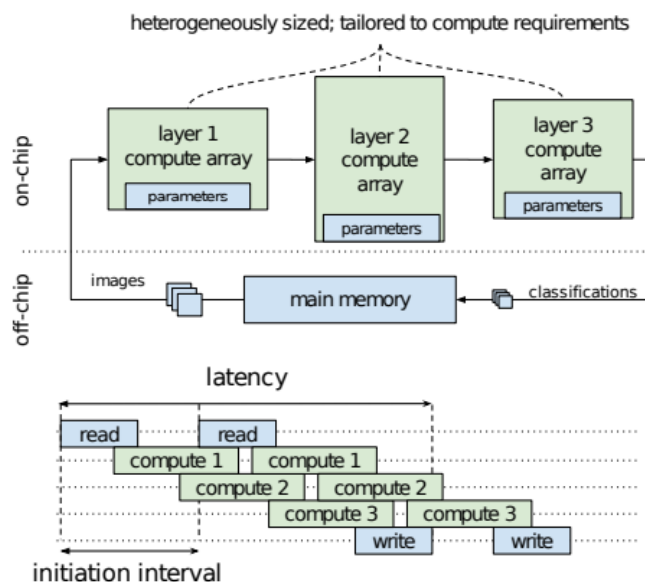 heterogeneously sized; tailored to compute requirements
on-chip
layer 1
compute array
parameters
layer 2
compute
array
parameters
layer 3
compute
array
parameters
off-chip
images
main memory
classifications
latency
read
read
compute 1
compute 1
compute 2
compute 2
compute 3
compute 3
write
write
initiation interval